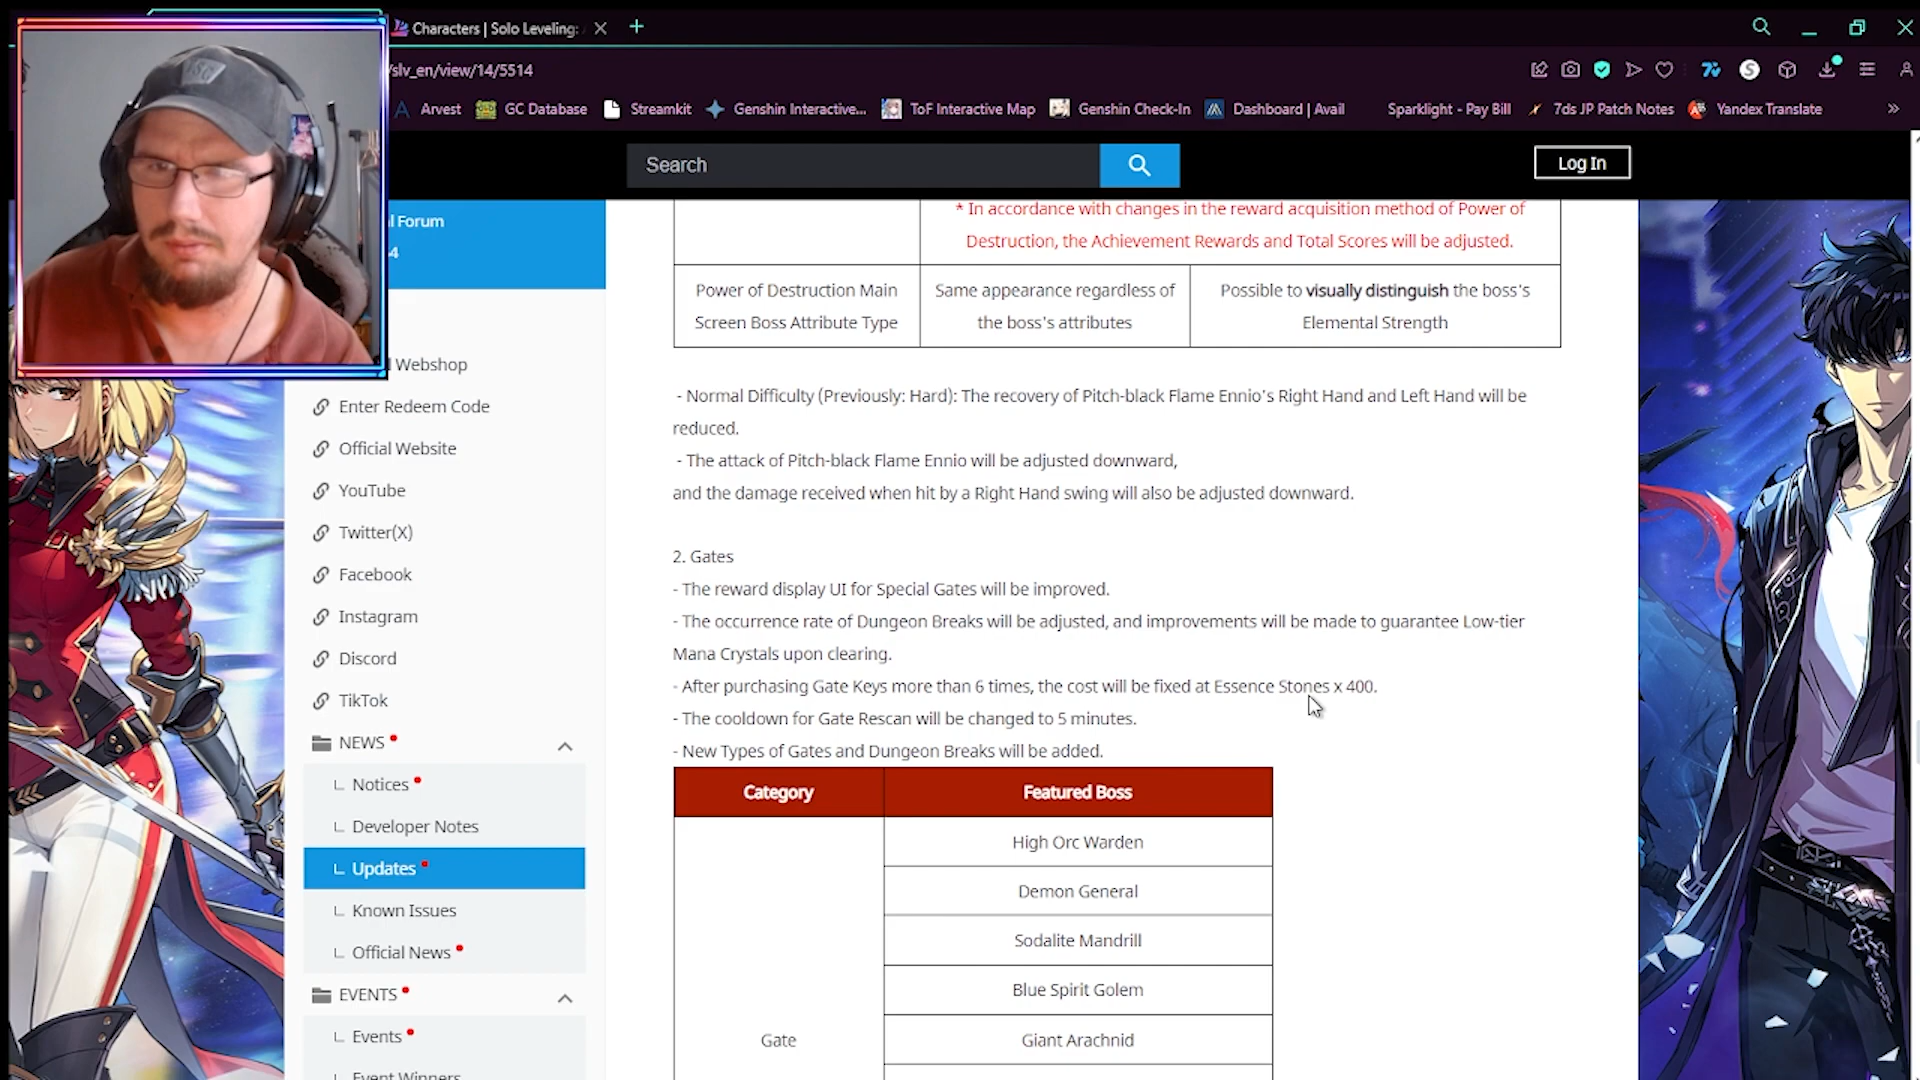 Characters | Solo Leveling:
/slv_en/view/14/5514
Arvest
GC Database
Streamkit
Genshin Interactive...
ToF Interactive Map
Genshin Check-In
Dashboard | Avail
Sparklight - Pay Bill
7ds JP Patch Notes
Yandex Translate
Search
Log In
l Forum
4
Webshop
Enter Redeem Code
Official Website
YouTube
Twitter(X)
Facebook
Instagram
Discord
TikTok
NEWS
Notices
Developer Notes
Updates
Known Issues
Official News
EVENTS
Events
Event Winners
* In accordance with changes in the reward acquisition method of Power of
Destruction, the Achievement Rewards and Total Scores will be adjusted.
Power of Destruction Main
Screen Boss Attribute Type
Same appearance regardless of
the boss's attributes
Possible to visually distinguish the boss's
Elemental Strength
- Normal Difficulty (Previously: Hard): The recovery of Pitch-black Flame Ennio's Right Hand and Left Hand will be
reduced.
- The attack of Pitch-black Flame Ennio will be adjusted downward,
and the damage received when hit by a Right Hand swing will also be adjusted downward.
2. Gates
- The reward display UI for Special Gates will be improved.
- The occurrence rate of Dungeon Breaks will be adjusted, and improvements will be made to guarantee Low-tier
Mana Crystals upon clearing.
- After purchasing Gate Keys more than 6 times, the cost will be fixed at Essence Stones x 400.
- The cooldown for Gate Rescan will be changed to 5 minutes.
- New Types of Gates and Dungeon Breaks will be added.
Category
Featured Boss
High Orc Warden
Demon General
Sodalite Mandrill
Blue Spirit Golem
Gate
Giant Arachnid